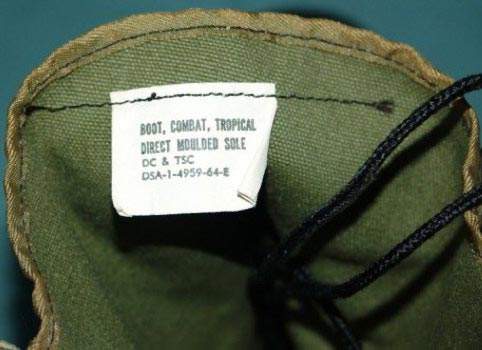 BOOT, COMBAT, TROPICAL
DIRECT MOULDED SOLE
DC & TSC
DSA-1-4959-64-E